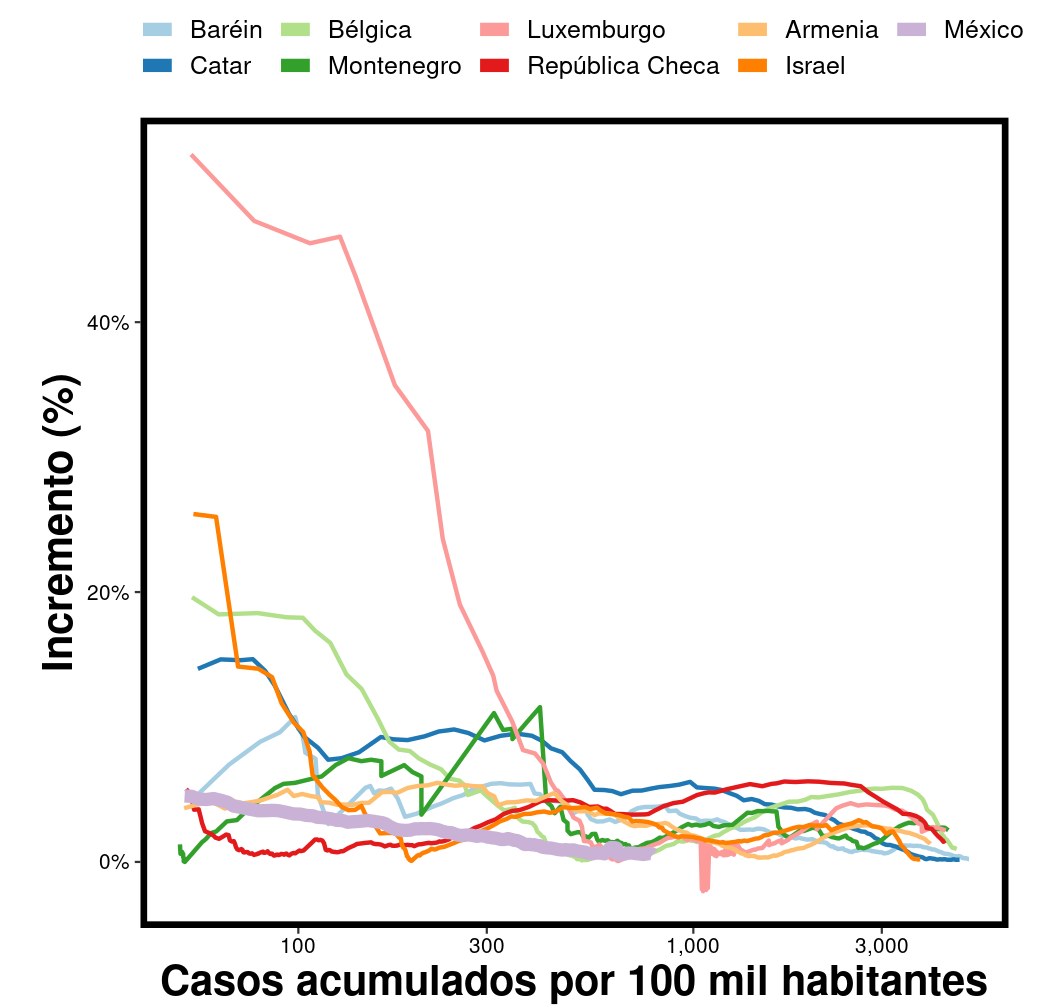 Baréin Bélgica Luxemburgo Armenia México
Catar Montenegro República Checa Israel
40%
20%
0%
Incremento (%)
100 300 1,000 3,000
Casos acumulados por 100 mil habitantes